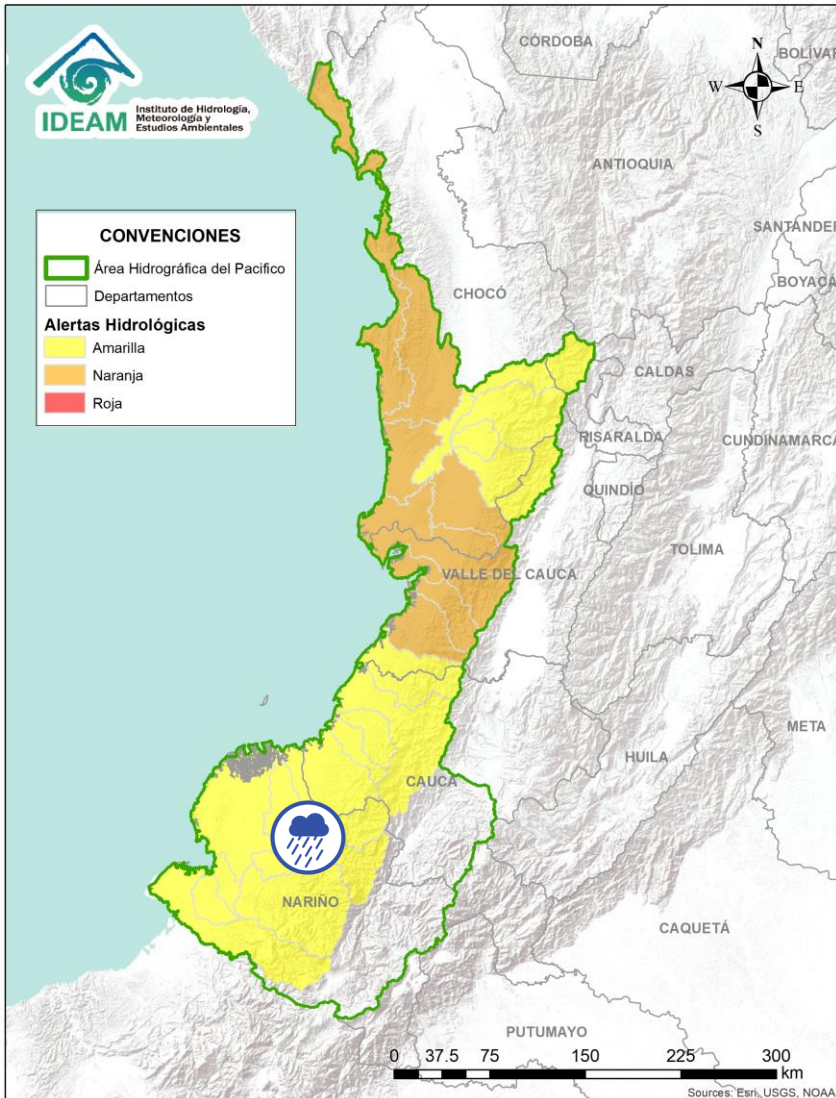 IDEAM
Instituto de Hidrología,
Meteorología y
Estudios Ambientales
CÓRDOBA
BOLÍVAR
N
W
E
S
ANTIOQUIA
SANTANDER
CONVENCIONES
Área Hidrográfica del Pacifico
Departamentos
Alertas Hidrológicas
Amarilla
Naranja
Roja
BOYACÁ
CHOCÓ
CALDAS
RISARALDA
CUNDINAMARCA
QUINDÍO
TOLIMA
VALLE DEL CAUCA
META
HUILA
CAUCA
NARIÑO
CAQUETÁ
PUTUMAYO
0 37.5 75 150 225 300
km
Sources: Esri, USGS, NOAA